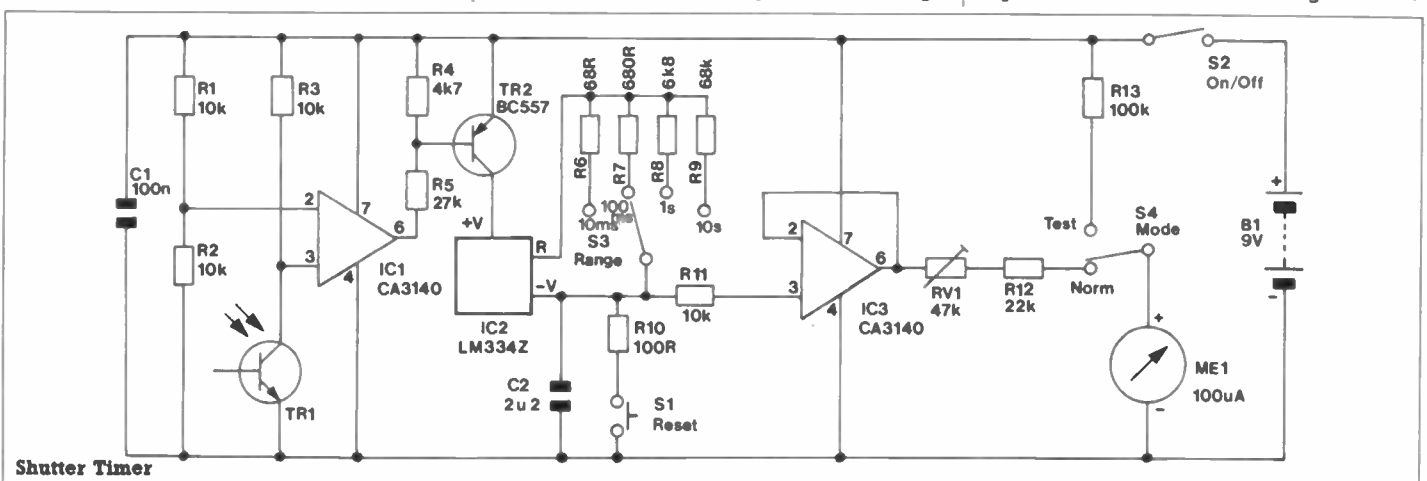 R1
10k
R3
10k
R4
4k7
TR2
BC557
68R
680R
6k8
68k
S2
On/Off
R13
100k
C1
100n
R5
27k
R6
R7
R8
R9
2
7
6
3
4
IC1
CA3140
+V
R
-V
IC2
LM334Z
10ms
100
ms
1s
10s
S3
Range
R2
10k
R11
10k
2
7
6
3
4
IC3
CA3140
RV1
47k
R12
22k
Test
S4
Mode
Norm
+
B1
9V
-
R10
100R
C2
2u2
S1
Reset
TR1
+
ME1
100uA
-
Shutter Timer